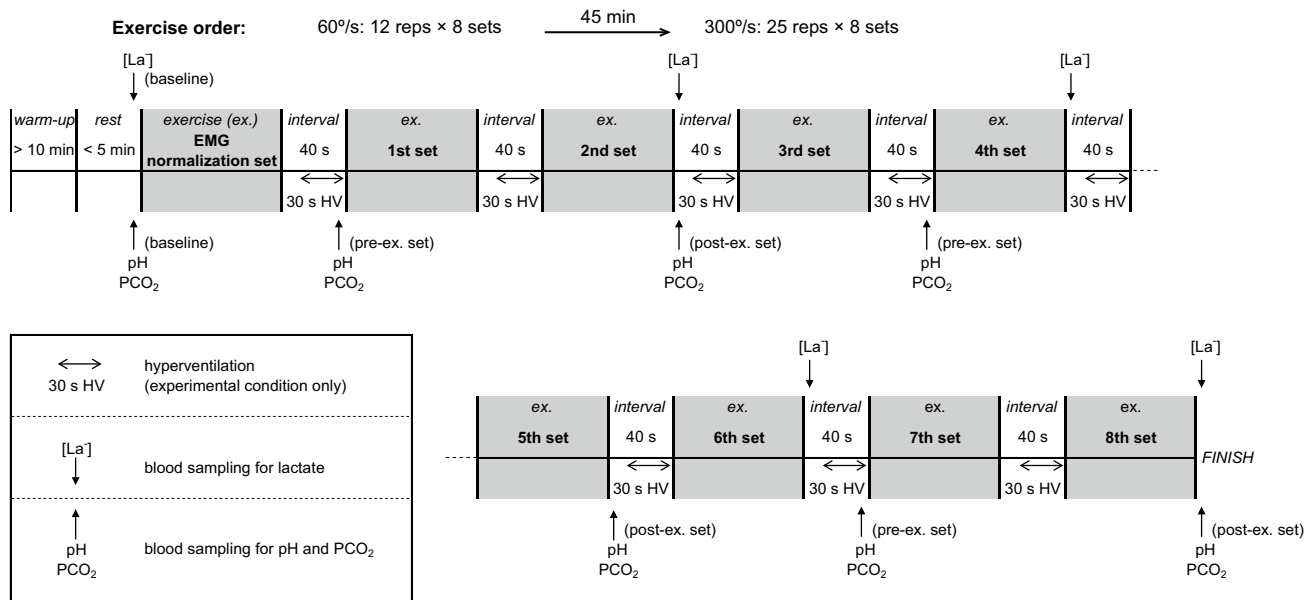 Exercise order: 60º/s: 12 reps × 8 sets 45 min 300º/s: 25 reps × 8 sets
[La⁻] [La⁻] [La⁻]
(baseline)
warm-up rest exercise (ex.) interval ex. interval ex. interval ex. interval ex. interval
> 10 min < 5 min EMG normalization set 40 s 1st set 40 s 2nd set 40 s 3rd set 40 s 4th set 40 s
30 s HV 30 s HV 30 s HV 30 s HV 30 s HV
(baseline) (pre-ex. set) (post-ex. set) (pre-ex. set)
pH pH pH pH
PCO₂ PCO₂ PCO₂ PCO₂
hyperventilation
30 s HV (experimental condition only)
[La⁻]
blood sampling for lactate
pH blood sampling for pH and PCO₂
PCO₂
[La⁻] [La⁻]
ex. interval ex. interval ex. interval ex.
5th set 40 s 6th set 40 s 7th set 40 s 8th set
FINISH
30 s HV 30 s HV 30 s HV
(post-ex. set) (pre-ex. set) (post-ex. set)
pH pH pH
PCO₂ PCO₂ PCO₂